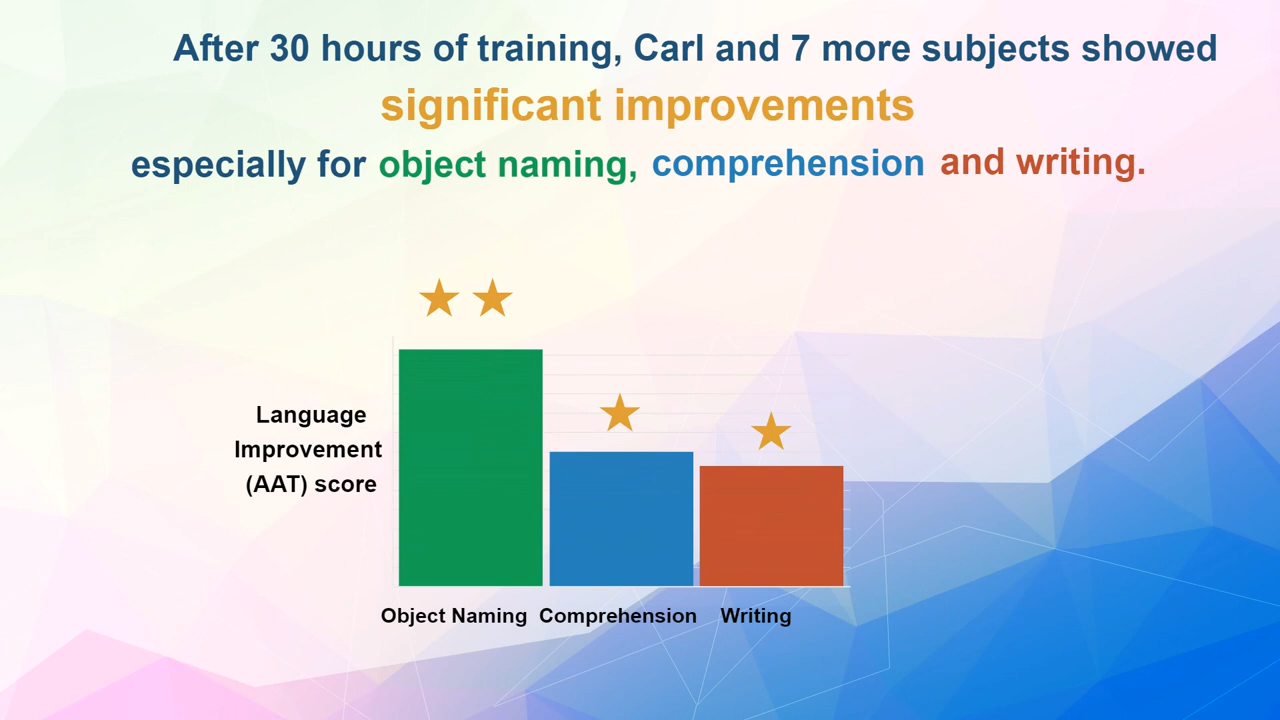 After 30 hours of training, Carl and 7 more subjects showed
significant improvements
especially for object naming, comprehension and writing.
Language
Improvement
(AAT) score
Object Naming Comprehension Writing